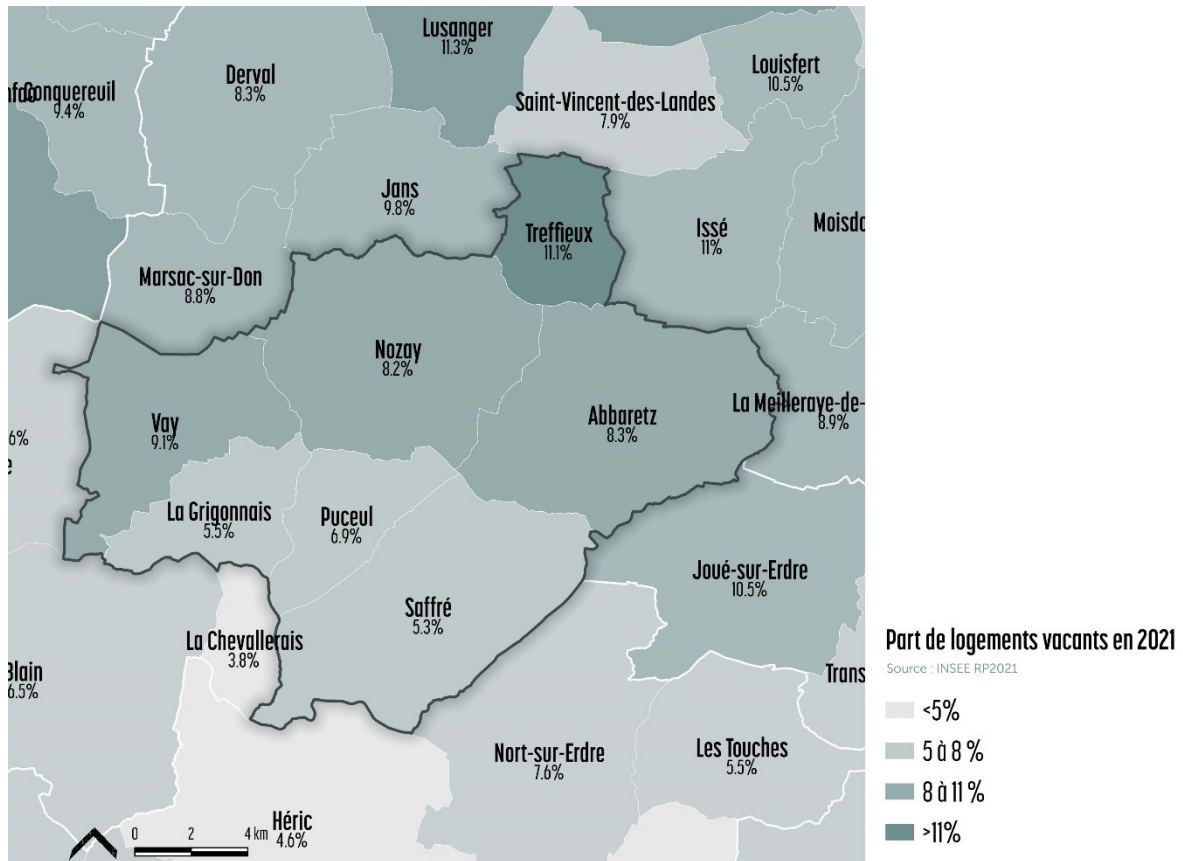 Lusanger
11.3%
Louisfert
10.5%
Derval
8.3%
Conquereuil
9.4%
Saint-Vincent-des-Landes
7.9%
Jans
9.8%
Treffieux
11.1%
Issé
11%
Moisdo
Marsac-sur-Don
8.8%
Nozay
8.2%
Abbaretz
8.3%
La Meilleraye-de-
8.9%
Vay
9.1%
6%
e
La Grigonnais
5.5%
Puceul
6.9%
Joué-sur-Erdre
10.5%
Saffré
5.3%
La Chevallerais
3.8%
Blain
6.5%
Trans
Nort-sur-Erdre
7.6%
Les Touches
5.5%
Héric
4.6%
0 2 4 km
Part de logements vacants en 2021
Source : INSEE RP2021
<5%
5 à 8 %
8 à 11 %
>11%